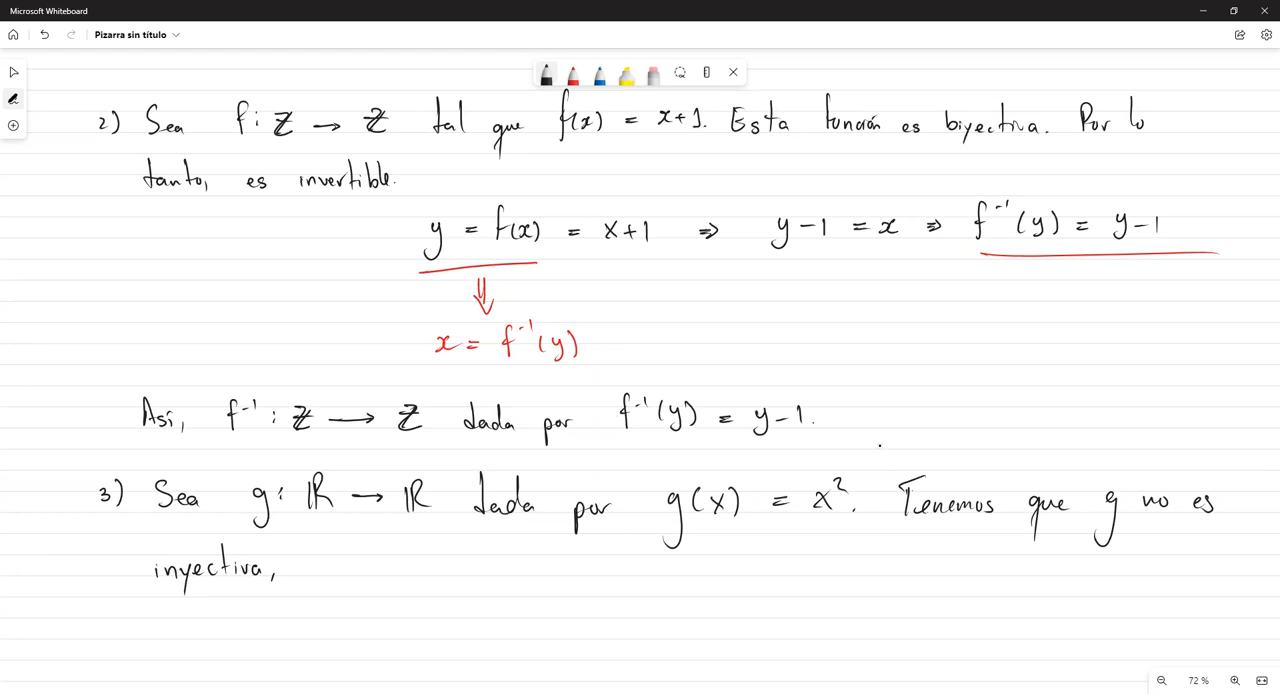 Microsoft Whiteboard
Pizarra sin título
2) Sea f: ℤ → ℤ tal que f(x) = x+1. Esta función es biyectiva. Por lo
tanto, es invertible.
y = f(x) = x+1 ⇒ y-1 = x ⇒ f⁻¹(y) = y-1
⇓
x = f⁻¹(y)
Así, f⁻¹: ℤ → ℤ dada por f⁻¹(y) = y-1.
3) Sea g: ℝ → ℝ dada por g(x) = x². Tenemos que g no es
inyectiva,
72 %